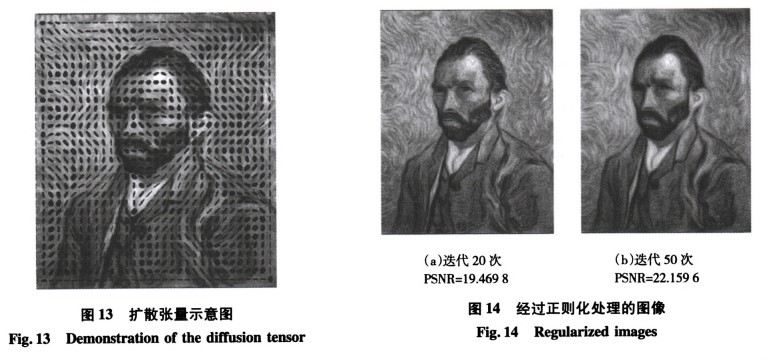 图 13 扩散张量示意图
Fig. 13 Demonstration of the diffusion tensor
(a)迭代 20 次
PSNR=19.469 8
(b)迭代 50 次
PSNR=22.159 6
图 14 经过正则化处理的图像
Fig. 14 Regularized images